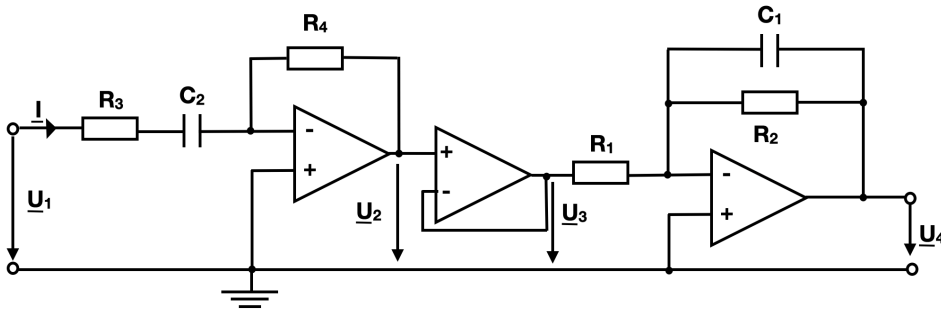 C₁
R₄
R₂
I
R₃
C₂
-
+
+
-
R₁
-
+
U₁
U₂
U₃
U₄